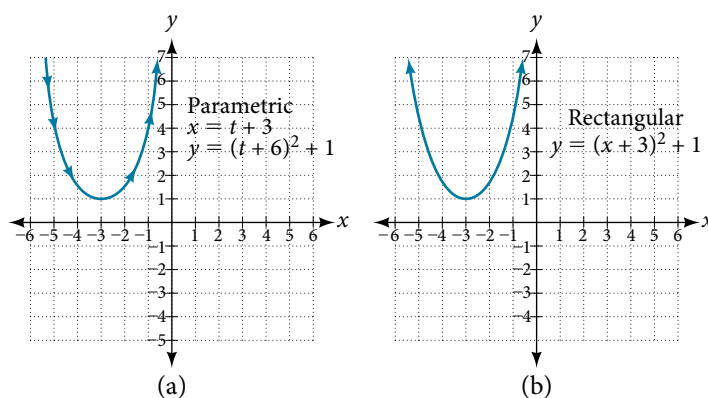 y
7
6
5
4
3
2
1
−6 −5 −4 −3 −2 −1 1 2 3 4 5 6 x
−1
−2
−3
−4
−5
Parametric
x = t + 3
y = (t + 6)² + 1
(a)
y
7
6
5
4
3
2
1
−6 −5 −4 −3 −2 −1 1 2 3 4 5 6 x
−1
−2
−3
−4
−5
Rectangular
y = (x + 3)² + 1
(b)